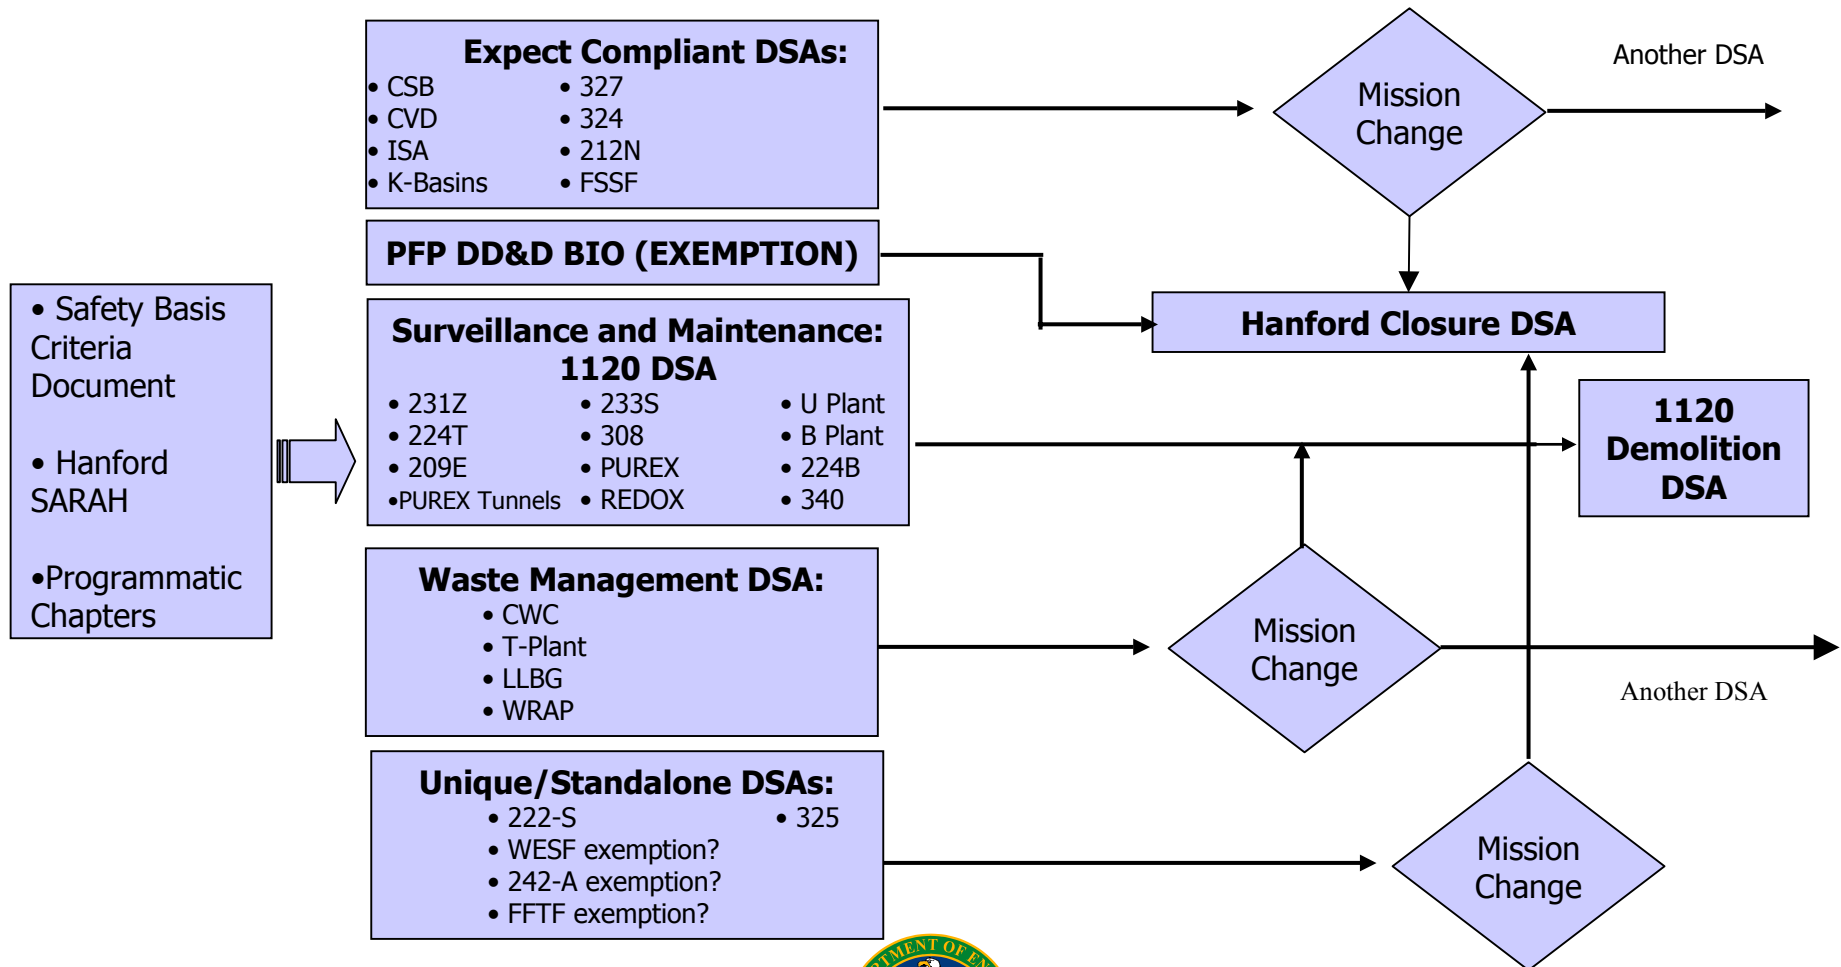 Expect Compliant DSAs:
• CSB
• CVD
• ISA
• K-Basins
• 327
• 324
• 212N
• FSSF
Mission
Change
Another DSA
PFP DD&D BIO (EXEMPTION)
Hanford Closure DSA
• Safety Basis
Criteria
Document
• Hanford
SARAH
•Programmatic
Chapters
Surveillance and Maintenance:
1120 DSA
• 231Z
• 224T
• 209E
•PUREX Tunnels
• 233S
• 308
• PUREX
• REDOX
• U Plant
• B Plant
• 224B
• 340
1120
Demolition
DSA
Waste Management DSA:
• CWC
• T-Plant
• LLBG
• WRAP
Mission
Change
Another DSA
Unique/Standalone DSAs:
• 222-S
• WESF exemption?
• 242-A exemption?
• FFTF exemption?
• 325
Mission
Change